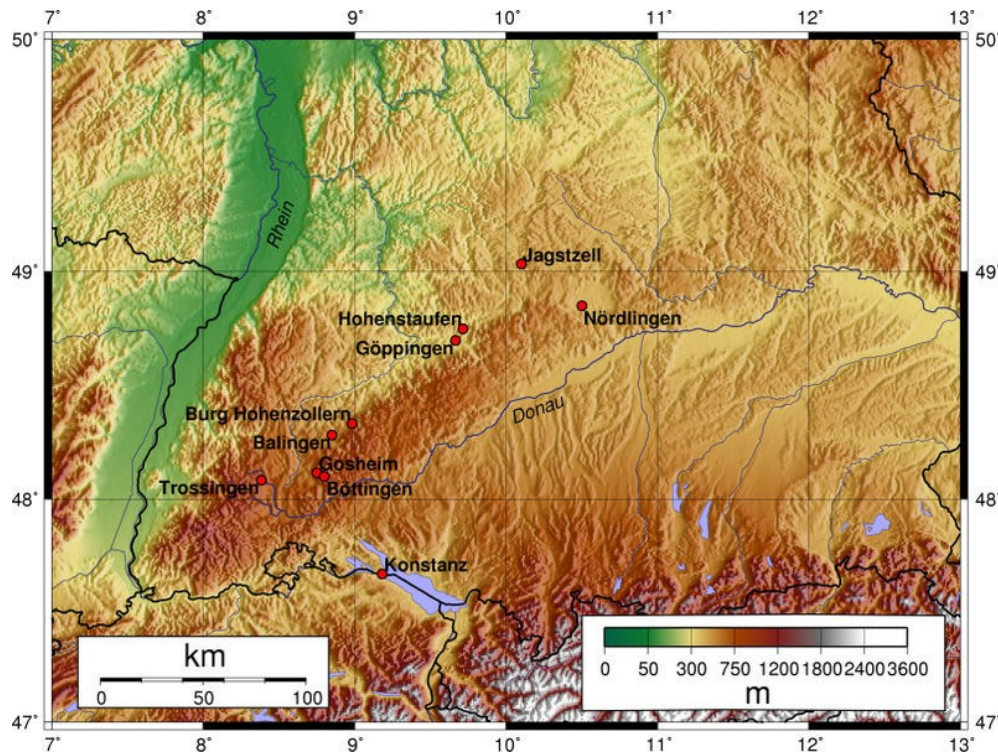 7˚ 8˚ 9˚ 10˚ 11˚ 12˚ 13˚
50˚ 50˚
Rhein
Jagstzell
49˚ 49˚
Hohenstaufen
Nördlingen
Göppingen
Donau
Burg Hohenzollern
Balingen
Gosheim
Trossingen
Böttingen
48˚ 48˚
Konstanz
km
0 50 100
0 50 300 750 1200 1800 2400 3600
m
47˚ 47˚
7˚ 8˚ 9˚ 10˚ 11˚ 12˚ 13˚